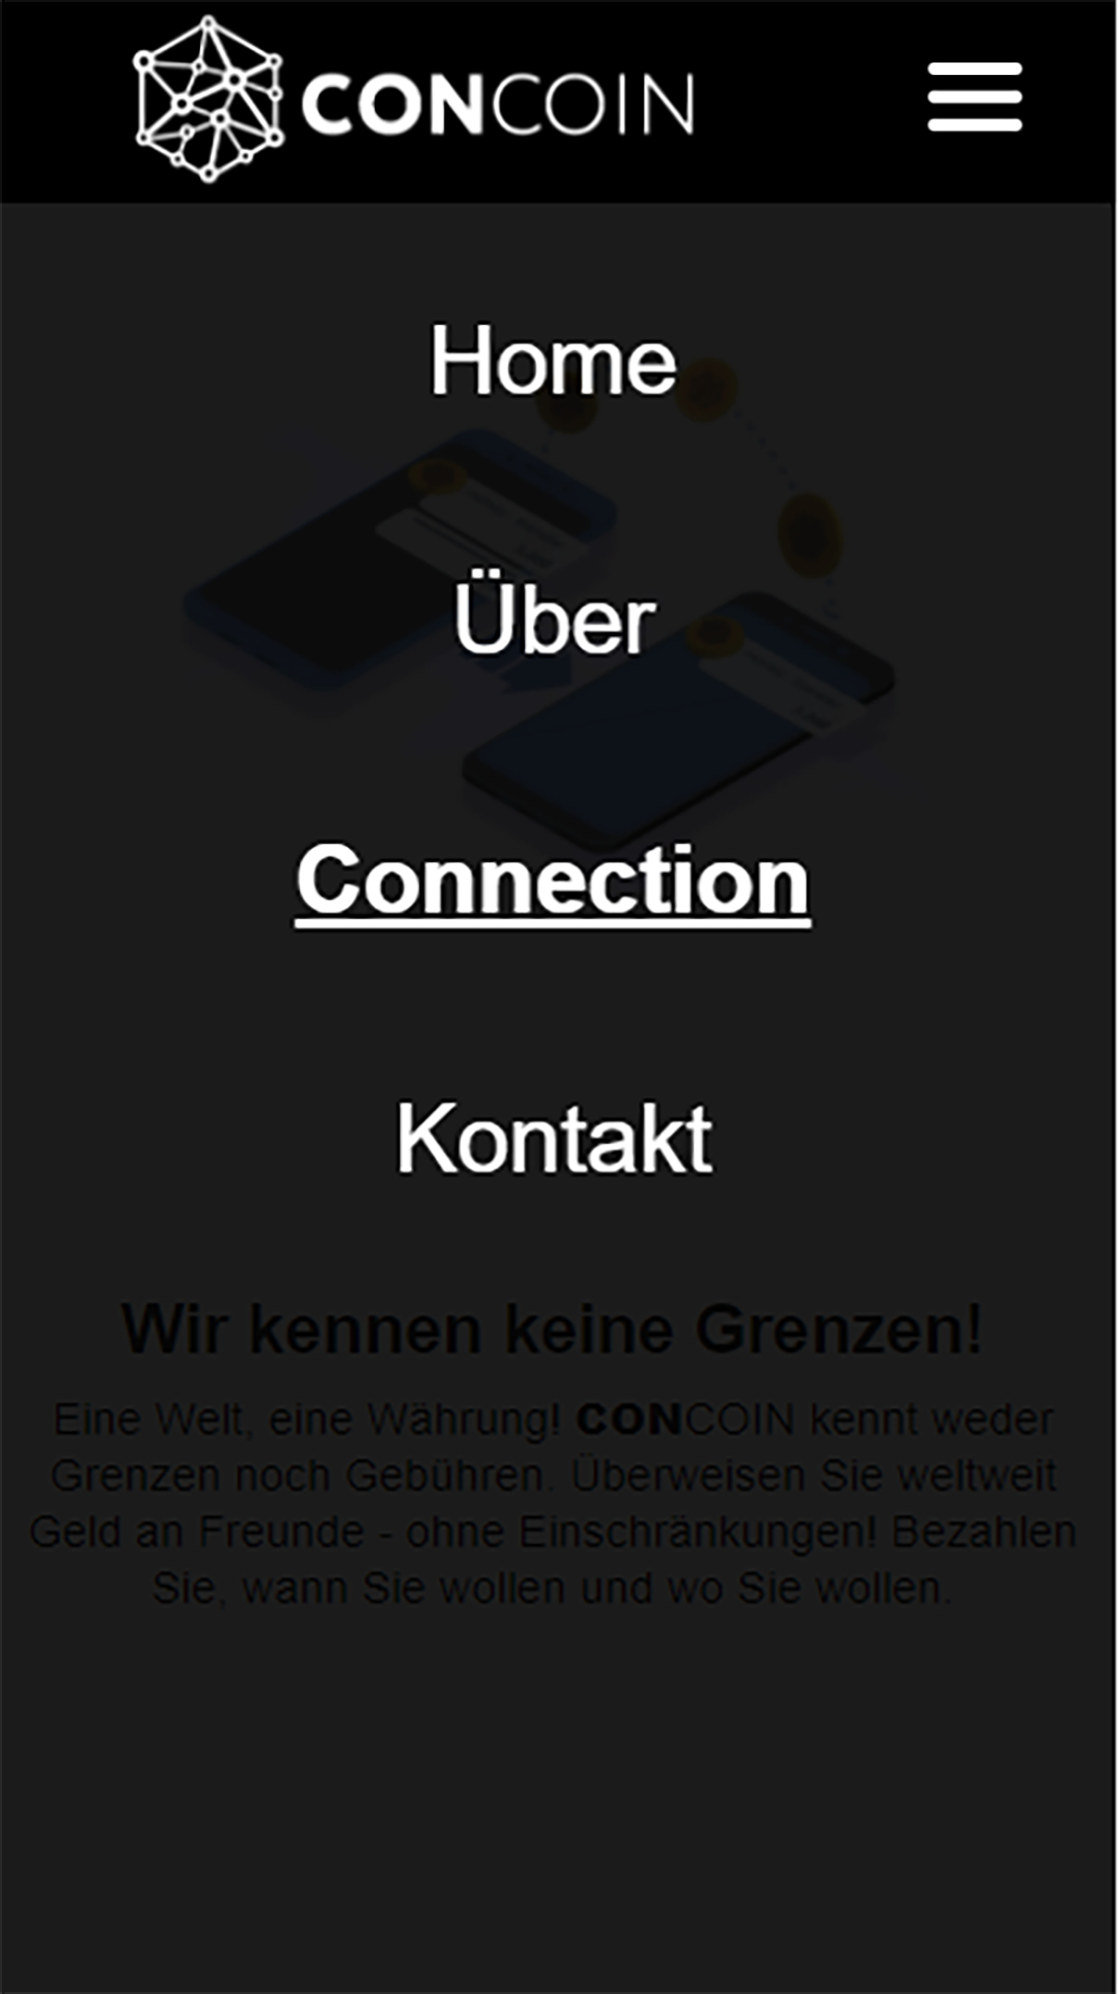 CONCOIN
Home
Über
Connection
Kontakt
Wir kennen keine Grenzen!
Eine Welt, eine Währung! CONCOIN kennt weder
Grenzen noch Gebühren. Überweisen Sie weltweit
Geld an Freunde - ohne Einschränkungen! Bezahlen
Sie, wann Sie wollen und wo Sie wollen.